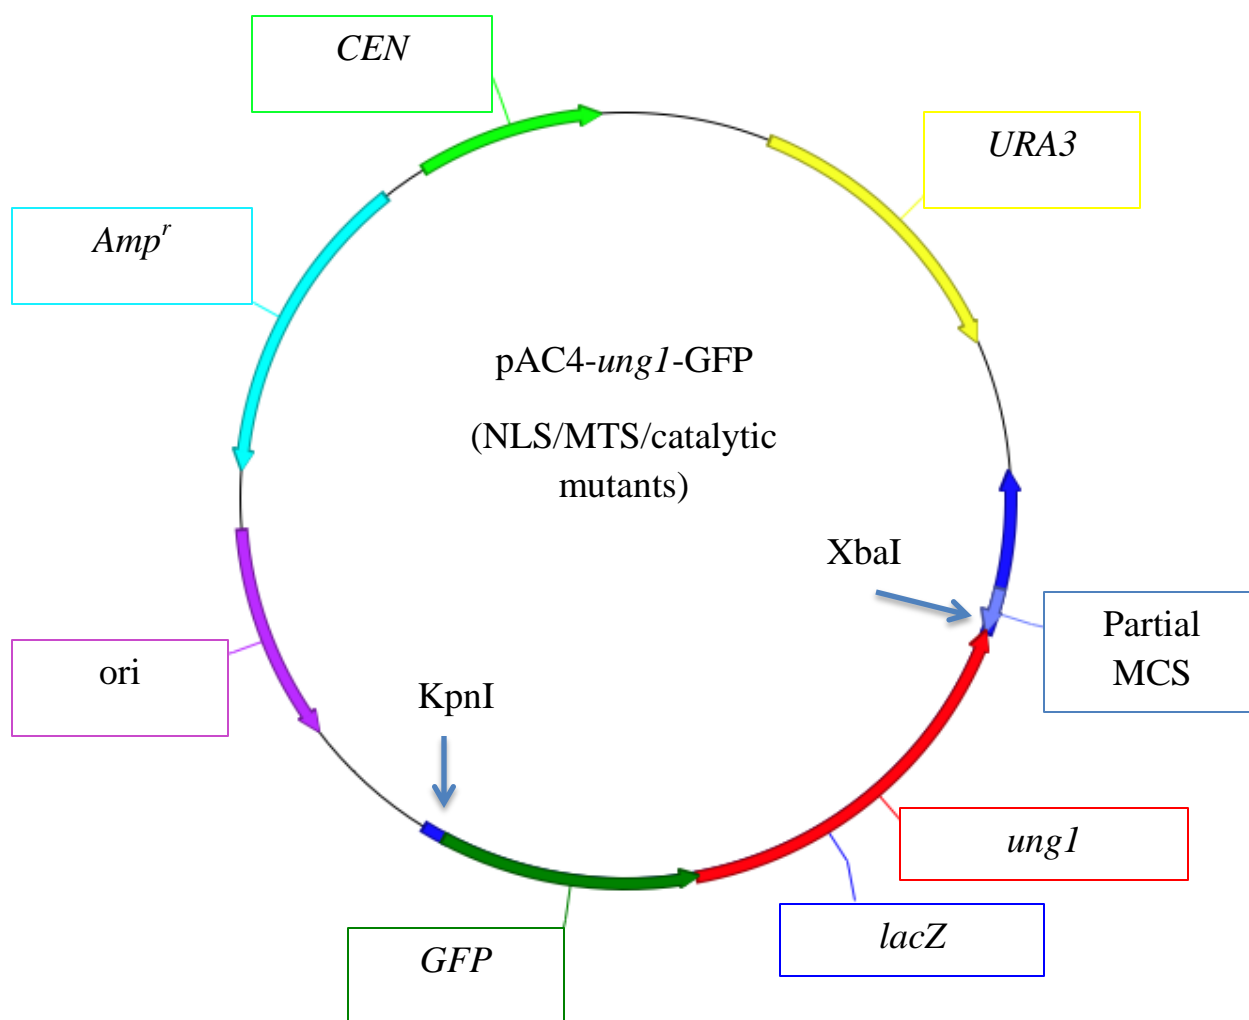 CEN
URA3
Amp^r
pAC4-ung1-GFP
(NLS/MTS/catalytic
mutants)
XbaI
Partial
MCS
ori
KpnI
ung1
lacZ
GFP